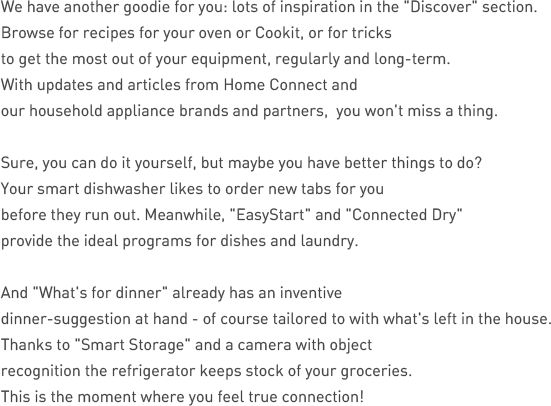 We have another goodie for you: lots of inspiration in the "Discover" section.
Browse for recipes for your oven or Cookit, or for tricks
to get the most out of your equipment, regularly and long-term.
With updates and articles from Home Connect and
our household appliance brands and partners,  you won't miss a thing.

Sure, you can do it yourself, but maybe you have better things to do?
Your smart dishwasher likes to order new tabs for you
before they run out. Meanwhile, "EasyStart" and "Connected Dry"
provide the ideal programs for dishes and laundry.

And "What's for dinner" already has an inventive
dinner-suggestion at hand - of course tailored to with what's left in the house.
Thanks to "Smart Storage" and a camera with object
recognition the refrigerator keeps stock of your groceries.
This is the moment where you feel true connection!